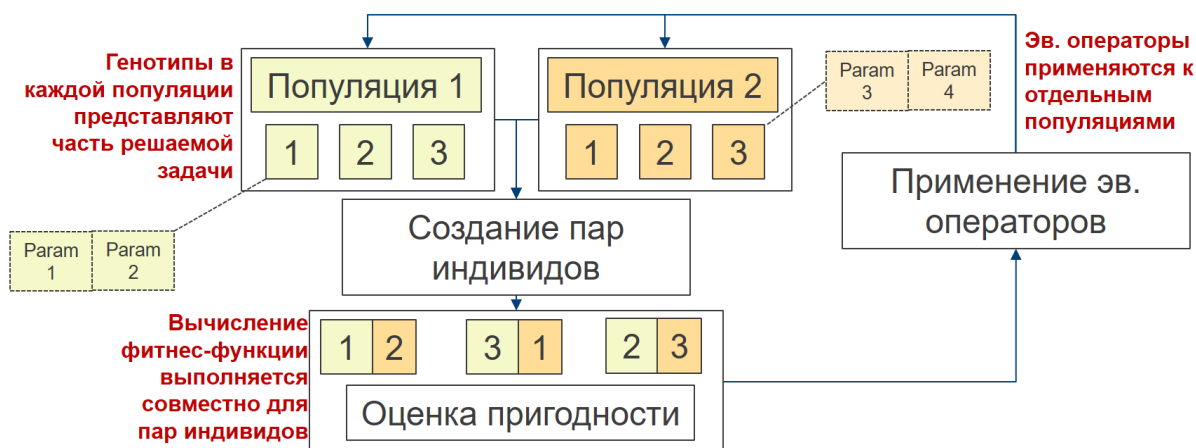 Генотипы в
каждой популяции
представляют
часть решаемой
задачи
Популяция 1
1 2 3
Популяция 2
1 2 3
Param
3
Param
4
Эв. операторы
применяются к
отдельным
популяциями
Param
1
Param
2
Создание пар
индивидов
Применение эв.
операторов
Вычисление
фитнес-функции
выполняется
совместно для
пар индивидов
1 2 3 1 2 3
Оценка пригодности